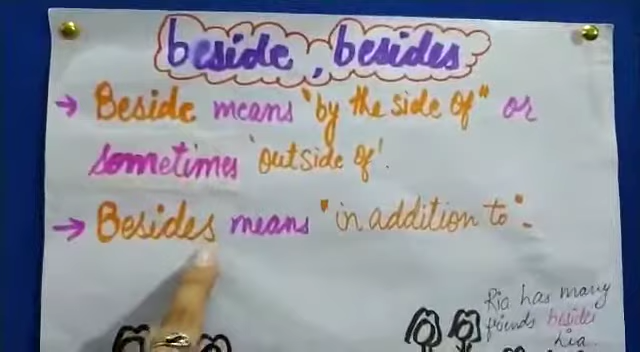 beside, besides
→ Beside means "by the side of" or
sometimes 'outside of'.
→ Besides means "in addition to".
Ria has many
friends besides
Lia.